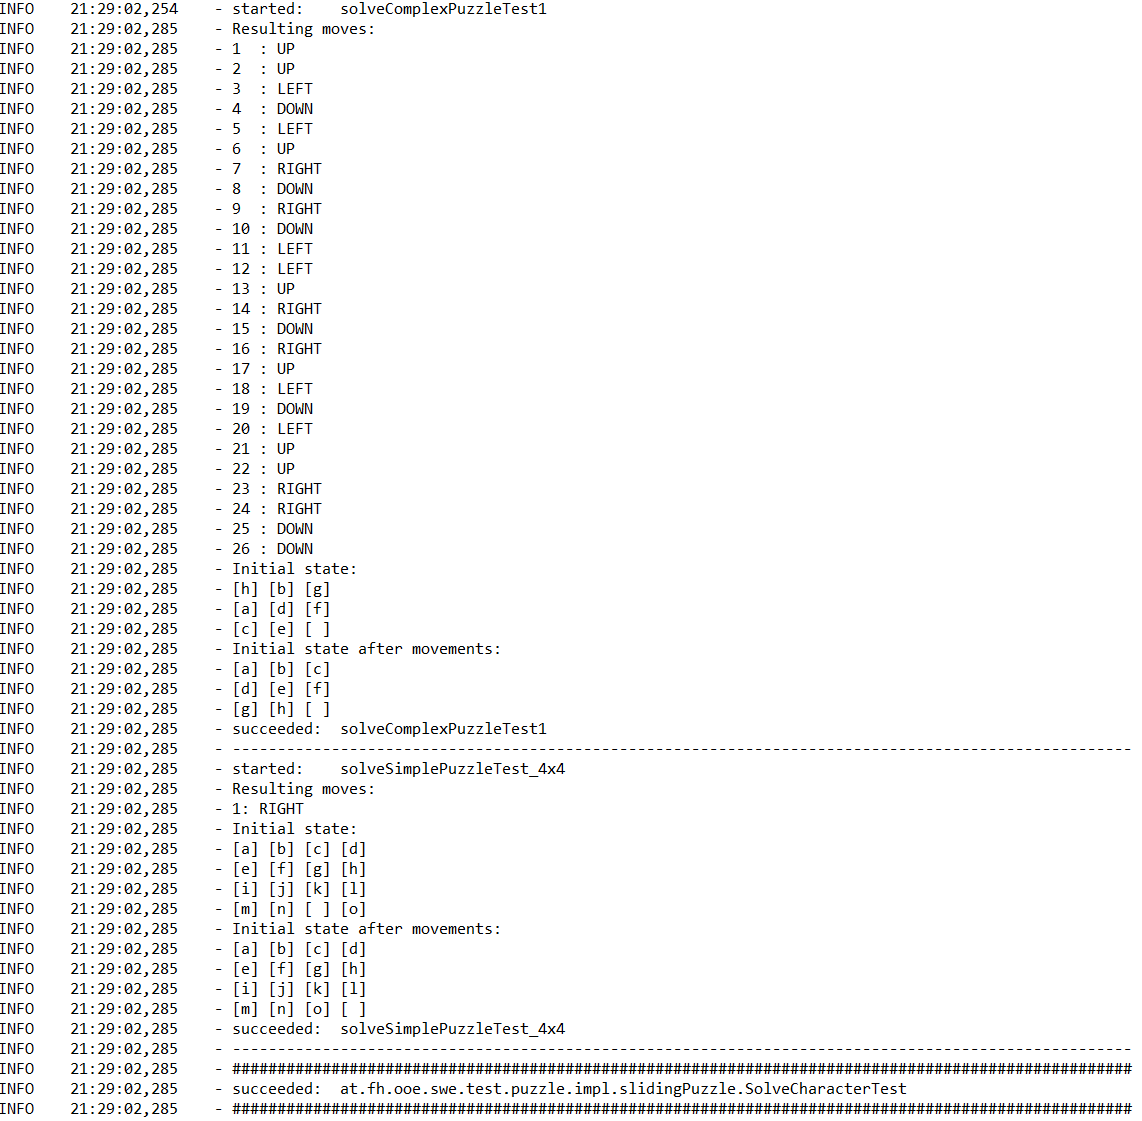 INFO 21:29:02,254 - started: solveComplexPuzzleTest1
INFO 21:29:02,285 - Resulting moves:
INFO 21:29:02,285 - 1 : UP
INFO 21:29:02,285 - 2 : UP
INFO 21:29:02,285 - 3 : LEFT
INFO 21:29:02,285 - 4 : DOWN
INFO 21:29:02,285 - 5 : LEFT
INFO 21:29:02,285 - 6 : UP
INFO 21:29:02,285 - 7 : RIGHT
INFO 21:29:02,285 - 8 : DOWN
INFO 21:29:02,285 - 9 : RIGHT
INFO 21:29:02,285 - 10 : DOWN
INFO 21:29:02,285 - 11 : LEFT
INFO 21:29:02,285 - 12 : LEFT
INFO 21:29:02,285 - 13 : UP
INFO 21:29:02,285 - 14 : RIGHT
INFO 21:29:02,285 - 15 : DOWN
INFO 21:29:02,285 - 16 : RIGHT
INFO 21:29:02,285 - 17 : UP
INFO 21:29:02,285 - 18 : LEFT
INFO 21:29:02,285 - 19 : DOWN
INFO 21:29:02,285 - 20 : LEFT
INFO 21:29:02,285 - 21 : UP
INFO 21:29:02,285 - 22 : UP
INFO 21:29:02,285 - 23 : RIGHT
INFO 21:29:02,285 - 24 : RIGHT
INFO 21:29:02,285 - 25 : DOWN
INFO 21:29:02,285 - 26 : DOWN
INFO 21:29:02,285 - Initial state:
INFO 21:29:02,285 - [h] [b] [g]
INFO 21:29:02,285 - [a] [d] [f]
INFO 21:29:02,285 - [c] [e] [ ]
INFO 21:29:02,285 - Initial state after movements:
INFO 21:29:02,285 - [a] [b] [c]
INFO 21:29:02,285 - [d] [e] [f]
INFO 21:29:02,285 - [g] [h] [ ]
INFO 21:29:02,285 - succeeded: solveComplexPuzzleTest1
INFO 21:29:02,285 - ----------------------------------------------------------------------------------------------------
INFO 21:29:02,285 - started: solveSimplePuzzleTest_4x4
INFO 21:29:02,285 - Resulting moves:
INFO 21:29:02,285 - 1: RIGHT
INFO 21:29:02,285 - Initial state:
INFO 21:29:02,285 - [a] [b] [c] [d]
INFO 21:29:02,285 - [e] [f] [g] [h]
INFO 21:29:02,285 - [i] [j] [k] [l]
INFO 21:29:02,285 - [m] [n] [ ] [o]
INFO 21:29:02,285 - Initial state after movements:
INFO 21:29:02,285 - [a] [b] [c] [d]
INFO 21:29:02,285 - [e] [f] [g] [h]
INFO 21:29:02,285 - [i] [j] [k] [l]
INFO 21:29:02,285 - [m] [n] [o] [ ]
INFO 21:29:02,285 - succeeded: solveSimplePuzzleTest_4x4
INFO 21:29:02,285 - ----------------------------------------------------------------------------------------------------
INFO 21:29:02,285 - ####################################################################################################
INFO 21:29:02,285 - succeeded: at.fh.ooe.swe.test.puzzle.impl.slidingPuzzle.SolveCharacterTest
INFO 21:29:02,285 - ####################################################################################################